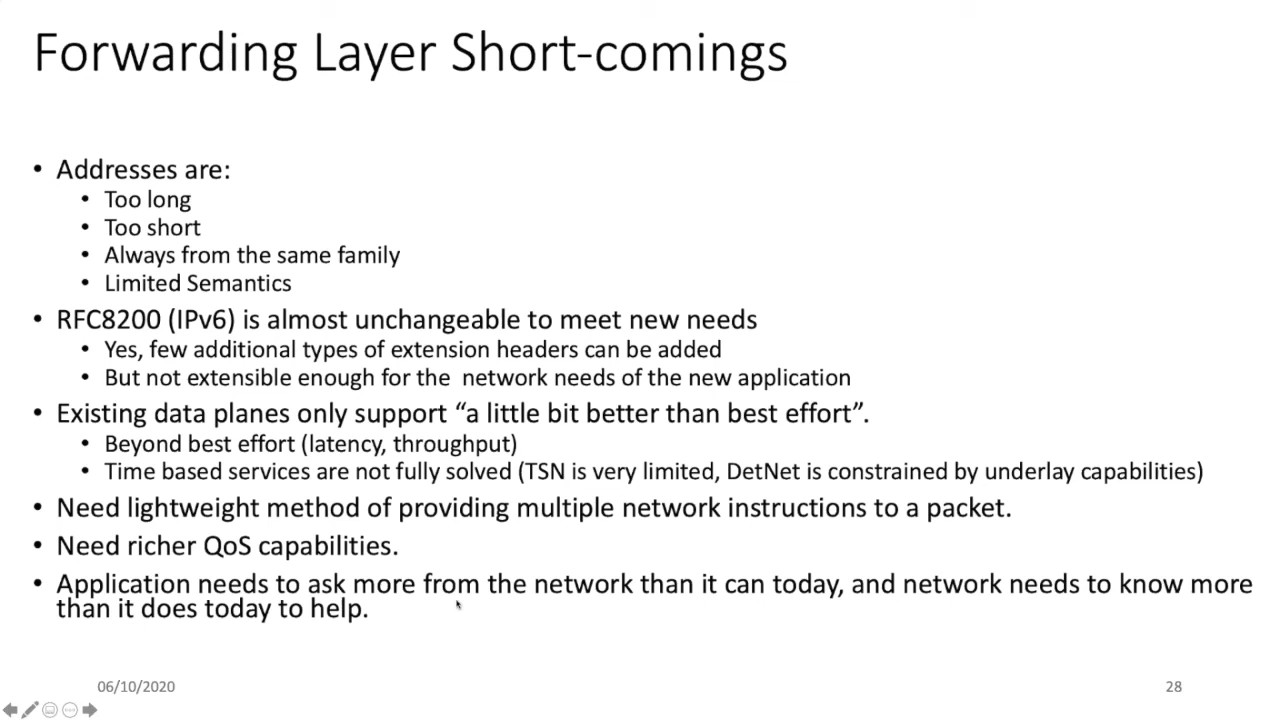 Forwarding Layer Short-comings
• Addresses are:
• Too long
• Too short
• Always from the same family
• Limited Semantics
• RFC8200 (IPv6) is almost unchangeable to meet new needs
• Yes, few additional types of extension headers can be added
• But not extensible enough for the  network needs of the new application
• Existing data planes only support “a little bit better than best effort”.
• Beyond best effort (latency, throughput)
• Time based services are not fully solved (TSN is very limited, DetNet is constrained by underlay capabilities)
• Need lightweight method of providing multiple network instructions to a packet.
• Need richer QoS capabilities.
• Application needs to ask more from the network than it can today, and network needs to know more
than it does today to help.
06/10/2020
28